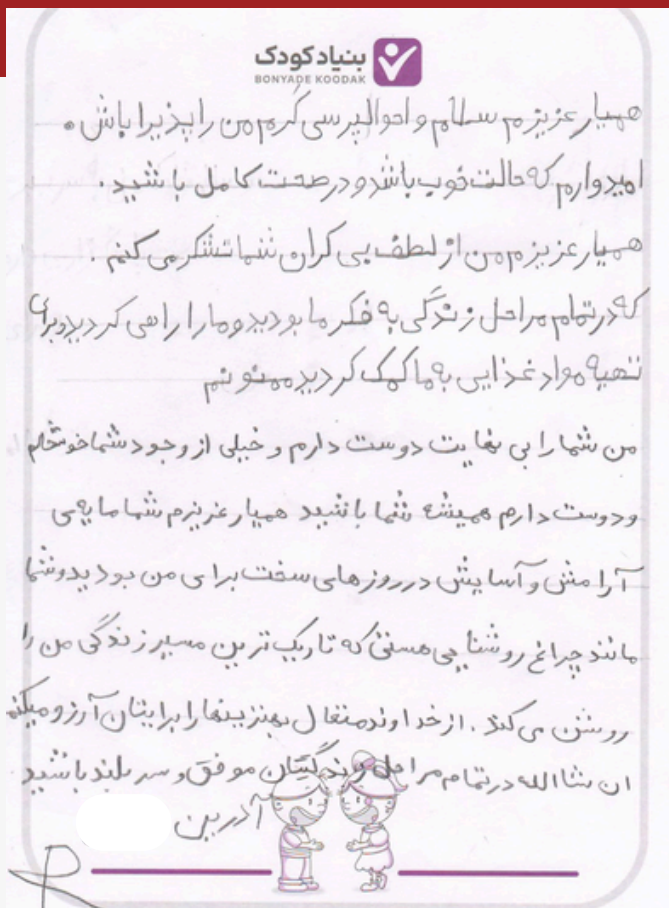 بنیاد کودک
BONYADE KOODAK
همیار عزیزم سلام و احوالپرسی گرم من را پذیرا باش.
امیدوارم که حالت خوب باشد و در صحت کامل باشید.
همیار عزیزم من از لطف بی کران شما تشکر می کنم.
که در تمام مراحل زندگی به فکر ما بودید و ما را راهی کردید و برای
تهیه مواد غذایی به ما کمک کردید ممنونم
من شما را بی نهایت دوست دارم و خیلی از وجود شما خوشحالم
و دوست دارم همیشه شما باشید همیار عزیزم شما مایه‌ی
آرامش و آسایش در روزهای سخت برای من بودید و شما
مانند چراغ روشنایی هستی که تاریک ترین مسیر زندگی من را
روشن می کند. از خداوند متعال بهترینها را برایتان آرزو میکنم
ان شاالله در تمام مراحل زندگیتان موفق و سر بلند باشید
آدرین